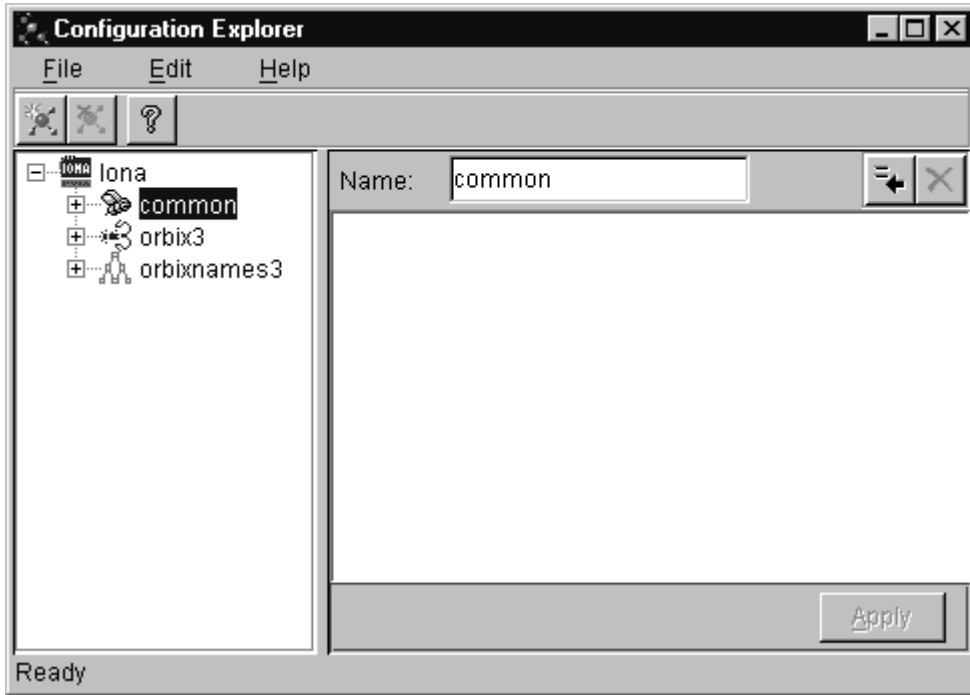 Configuration Explorer
File Edit Help
Iona
common
orbix3
orbixnames3
Name: common
Apply
Ready